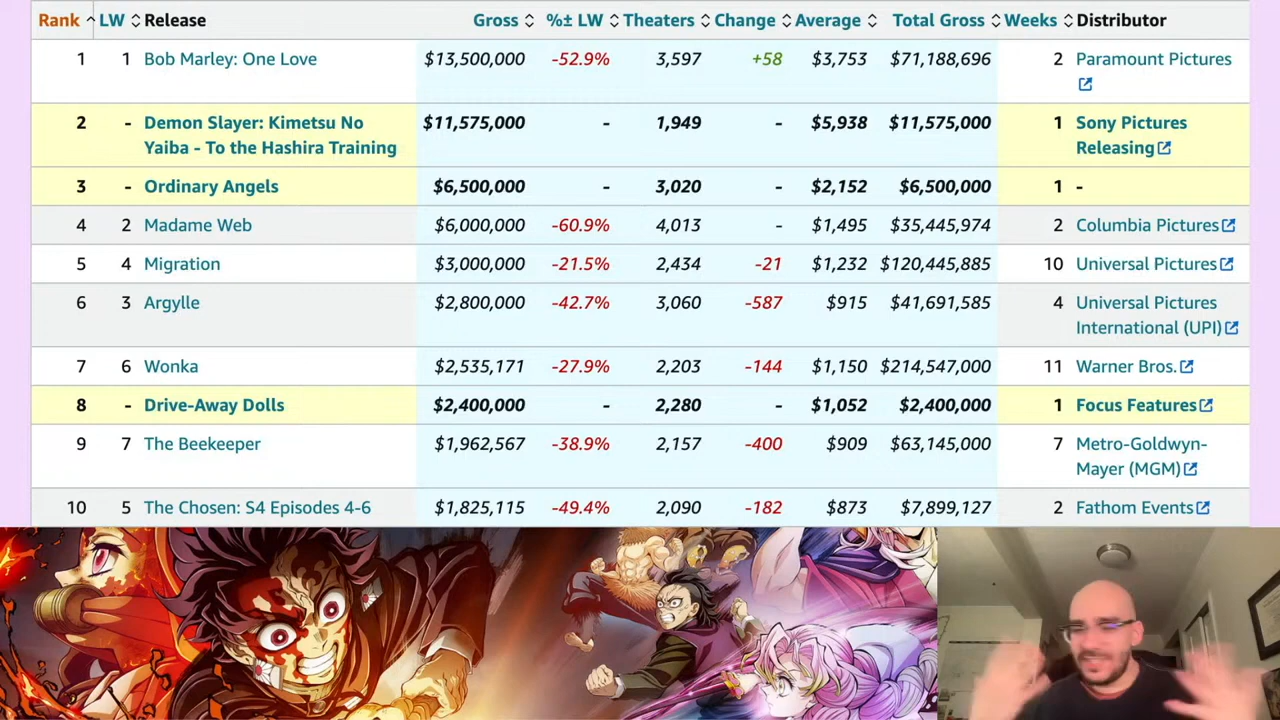 Rank LW Release Gross %± LW Theaters Change Average Total Gross Weeks Distributor
1 1 Bob Marley: One Love $13,500,000 -52.9% 3,597 +58 $3,753 $71,188,696 2 Paramount Pictures
2 - Demon Slayer: Kimetsu No $11,575,000 - 1,949 - $5,938 $11,575,000 1 Sony Pictures
Yaiba - To the Hashira Training Releasing
3 - Ordinary Angels $6,500,000 - 3,020 - $2,152 $6,500,000 1 -
4 2 Madame Web $6,000,000 -60.9% 4,013 - $1,495 $35,445,974 2 Columbia Pictures
5 4 Migration $3,000,000 -21.5% 2,434 -21 $1,232 $120,445,885 10 Universal Pictures
6 3 Argylle $2,800,000 -42.7% 3,060 -587 $915 $41,691,585 4 Universal Pictures
International (UPI)
7 6 Wonka $2,535,171 -27.9% 2,203 -144 $1,150 $214,547,000 11 Warner Bros.
8 - Drive-Away Dolls $2,400,000 - 2,280 - $1,052 $2,400,000 1 Focus Features
9 7 The Beekeeper $1,962,567 -38.9% 2,157 -400 $909 $63,145,000 7 Metro-Goldwyn-
Mayer (MGM)
10 5 The Chosen: S4 Episodes 4-6 $1,825,115 -49.4% 2,090 -182 $873 $7,899,127 2 Fathom Events